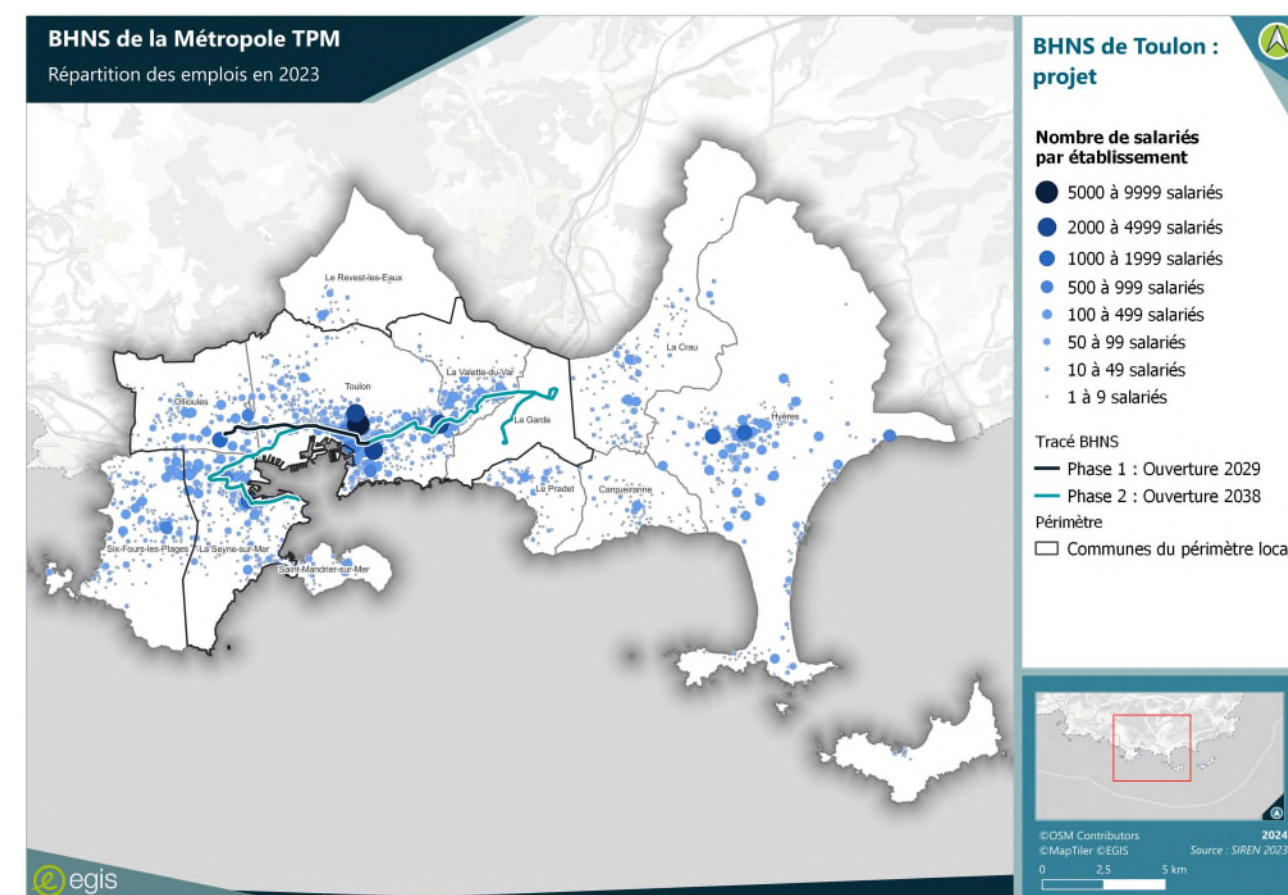 BHNS de la Métropole TPM
Répartition des emplois en 2023
Le Revest-les-Eaux
La Crau
La Valette-du-Var
Toulon
Ollioules
La Garde
Hyères
Le Pradet
Carqueiranne
Six-Fours-les-Plages
La Seyne-sur-Mer
Saint-Mandrier-sur-Mer
egis
BHNS de Toulon :
projet
Nombre de salariés
par établissement
5000 à 9999 salariés
2000 à 4999 salariés
1000 à 1999 salariés
500 à 999 salariés
100 à 499 salariés
50 à 99 salariés
10 à 49 salariés
1 à 9 salariés
Tracé BHNS
Phase 1 : Ouverture 2029
Phase 2 : Ouverture 2038
Périmètre
Communes du périmètre loca
©OSM Contributors 2024
©MapTiler ©EGIS Source : SIREN 2023
0 2,5 5 km